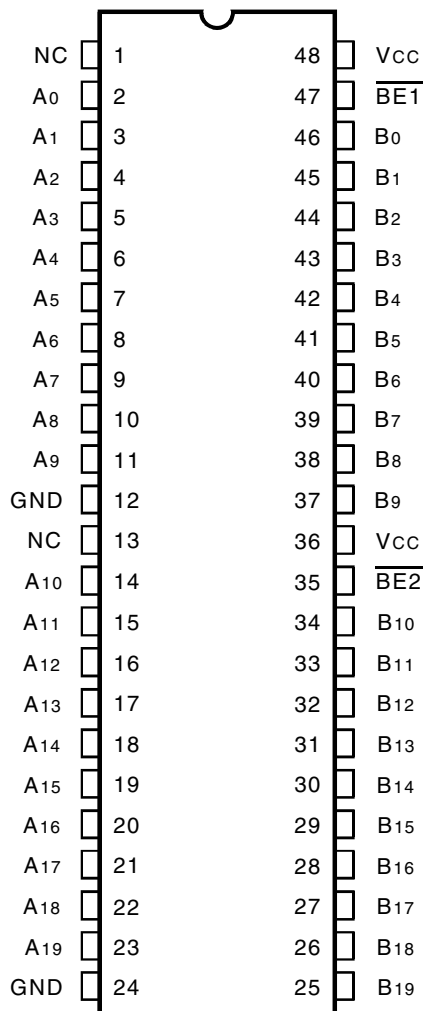 NC 1 48 VCC
A0 2 47 BE1
A1 3 46 B0
A2 4 45 B1
A3 5 44 B2
A4 6 43 B3
A5 7 42 B4
A6 8 41 B5
A7 9 40 B6
A8 10 39 B7
A9 11 38 B8
GND 12 37 B9
NC 13 36 VCC
A10 14 35 BE2
A11 15 34 B10
A12 16 33 B11
A13 17 32 B12
A14 18 31 B13
A15 19 30 B14
A16 20 29 B15
A17 21 28 B16
A18 22 27 B17
A19 23 26 B18
GND 24 25 B19